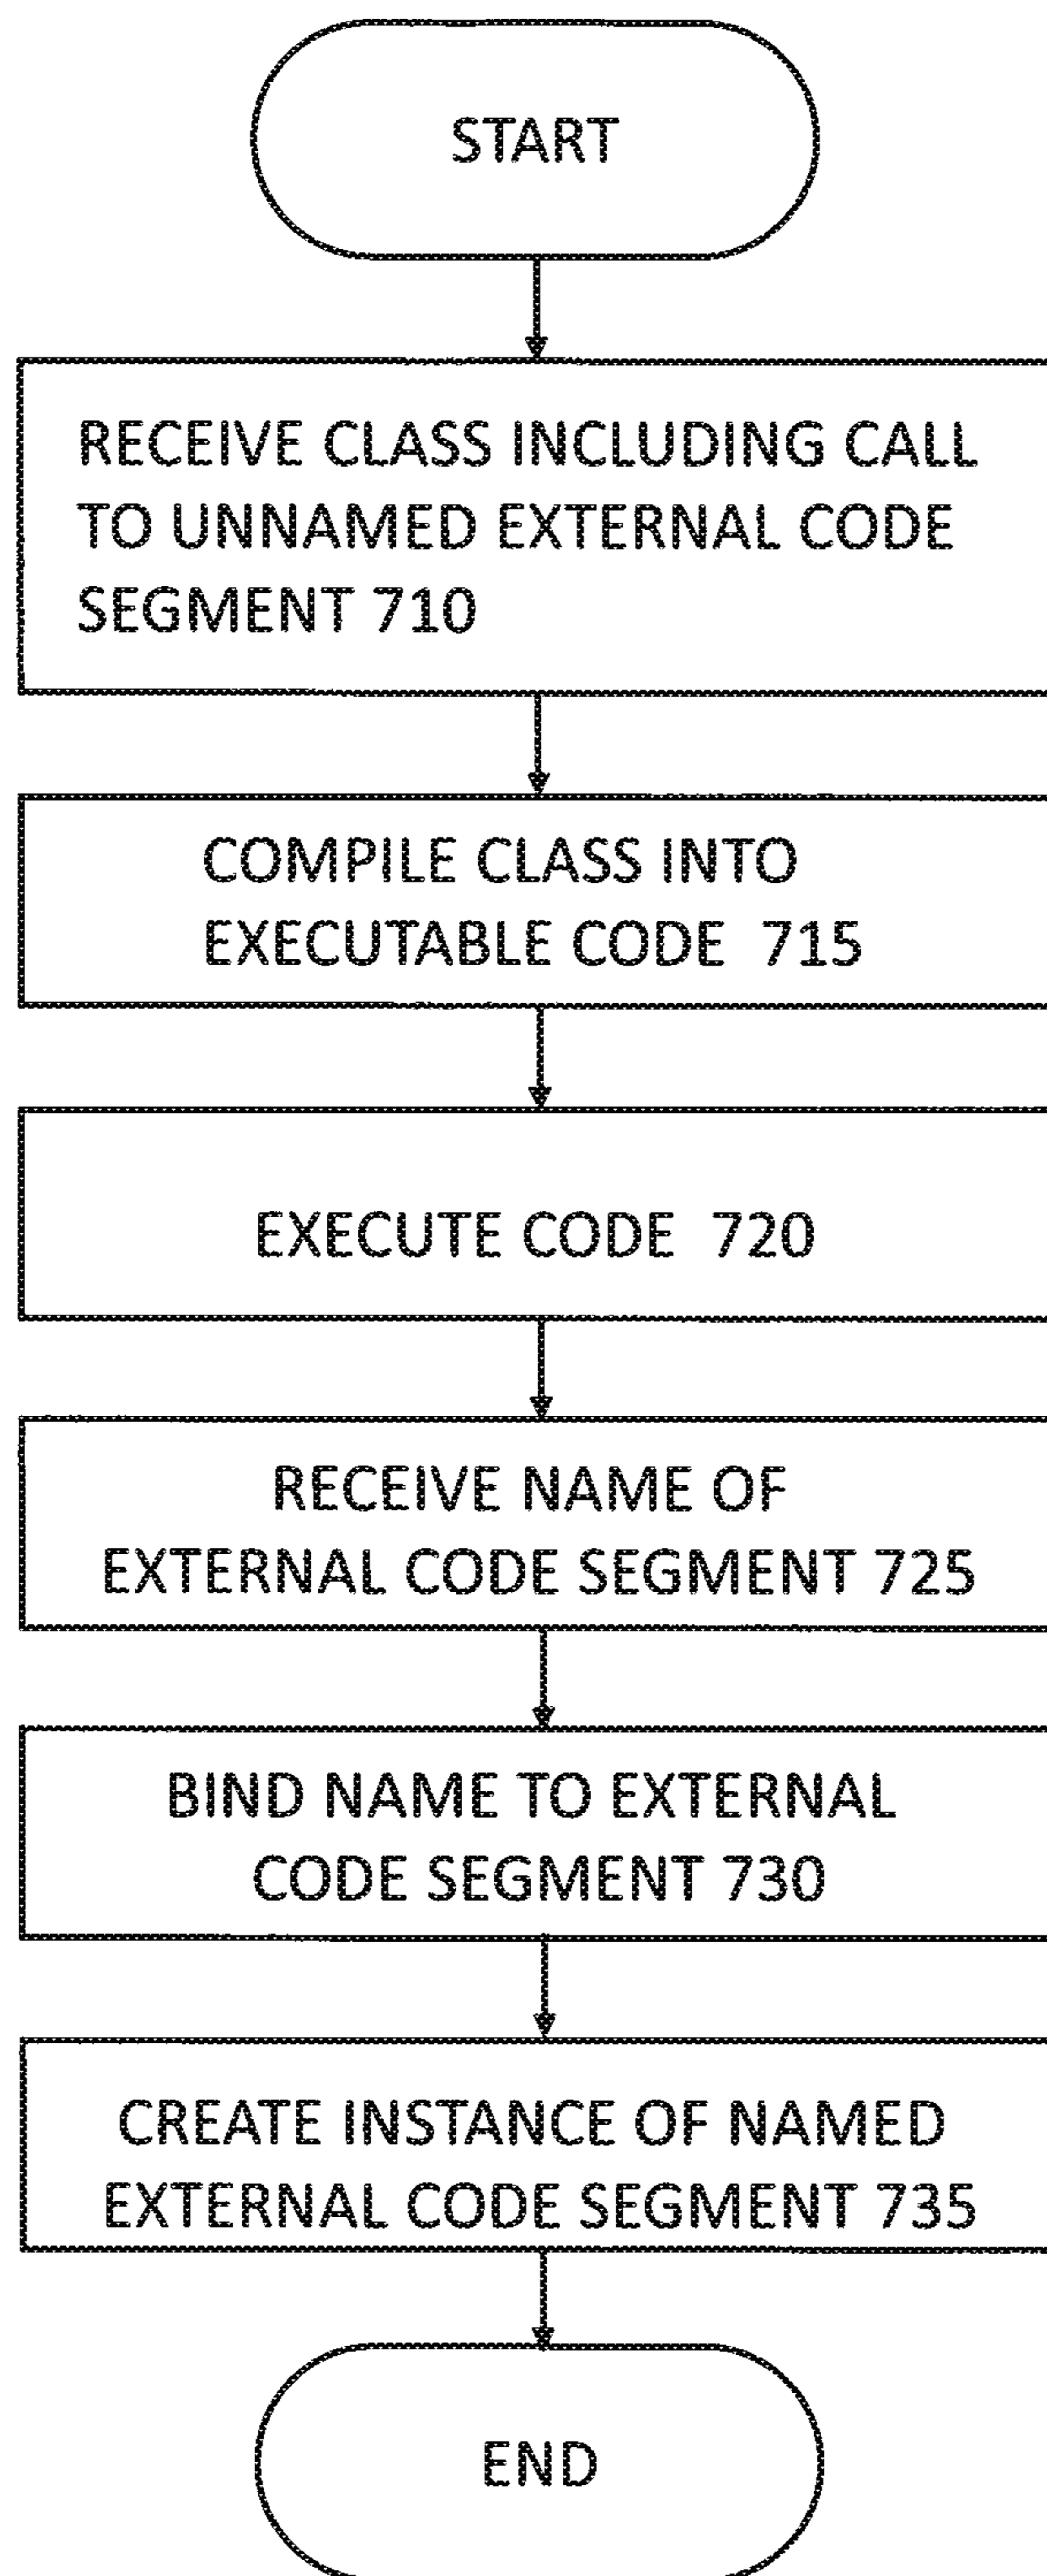 START
RECEIVE CLASS INCLUDING CALL
TO UNNAMED EXTERNAL CODE
SEGMENT 710
COMPILE CLASS INTO
EXECUTABLE CODE 715
EXECUTE CODE 720
RECEIVE NAME OF
EXTERNAL CODE SEGMENT 725
BIND NAME TO EXTERNAL
CODE SEGMENT 730
CREATE INSTANCE OF NAMED
EXTERNAL CODE SEGMENT 735
END